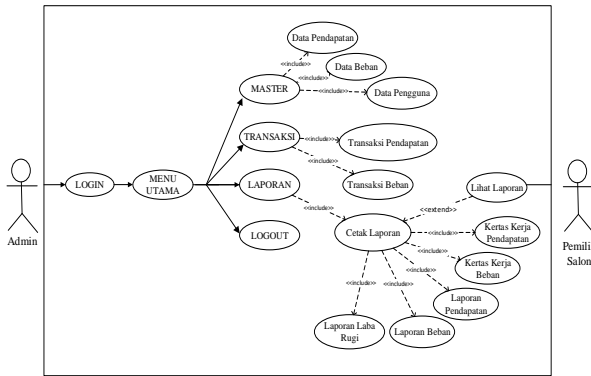 Data Pendapatan
<<include>>
Data Beban
<<include>>
MASTER
<<include>>
Data Pengguna
TRANSAKSI
<<include>>
Transaksi Pendapatan
<<include>>
Transaksi Beban
Admin
LOGIN
MENU
UTAMA
LAPORAN
<<include>>
Lihat Laporan
<<extend>>
Pemili
Salon
LOGOUT
Cetak Laporan
<<include>>
Kertas Kerja
Pendapatan
<<include>>
Kertas Kerja
Beban
<<include>>
Laporan
Pendapatan
<<include>>
Laporan Beban
<<include>>
Laporan Laba
Rugi